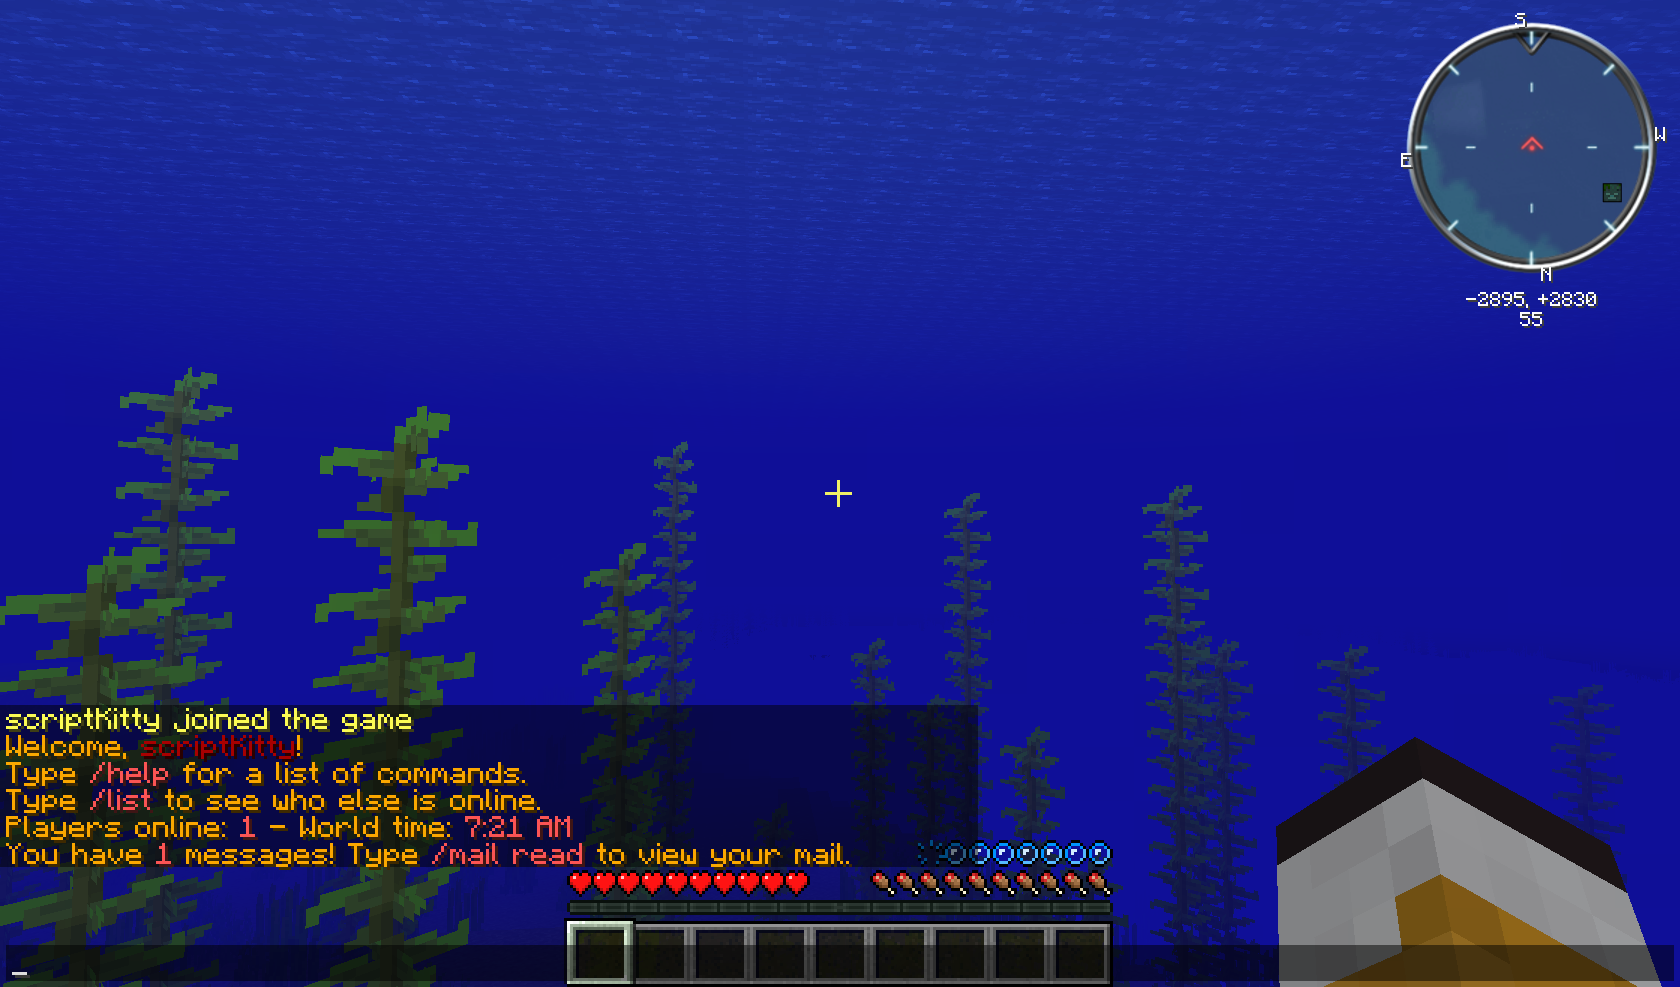 S
W
E
N
-2895, +2830
55
scriptKitty joined the game
Welcome, scriptKitty!
Type /help for a list of commands.
Type /list to see who else is online.
Players online: 1 - World time: 7:21 AM
You have 1 messages! Type /mail read to view your mail.
_